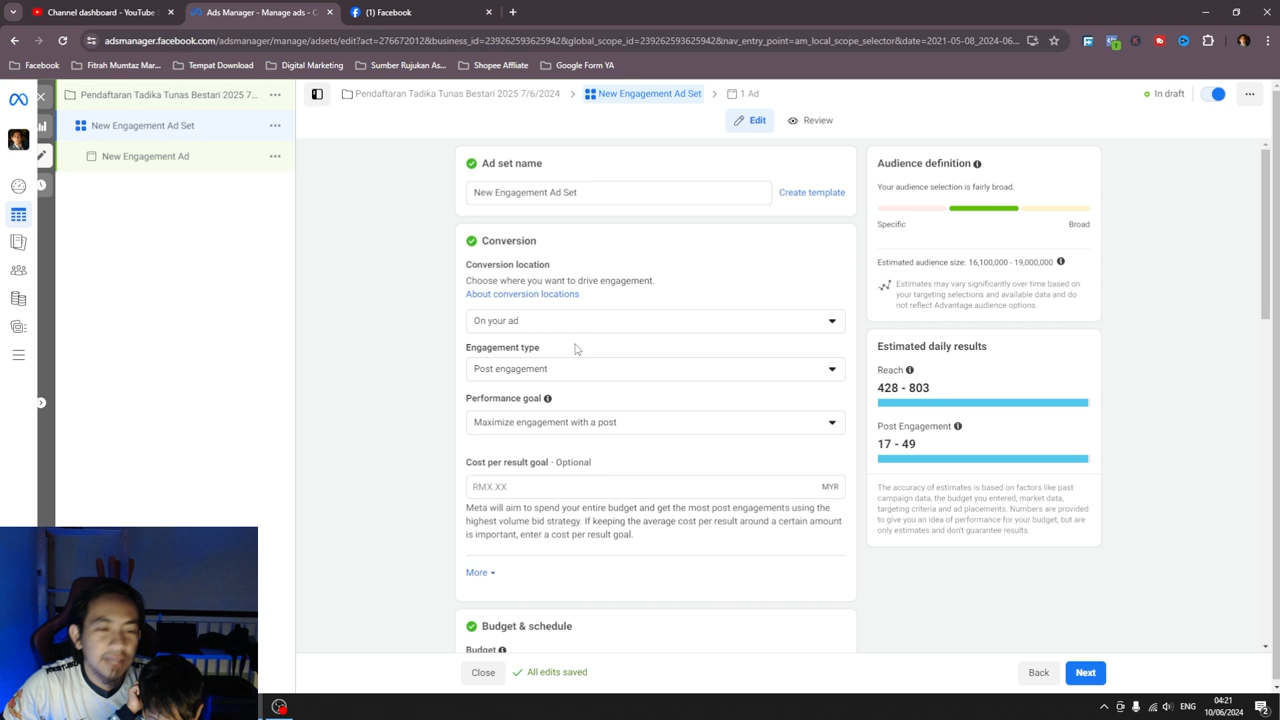 Channel dashboard - YouTube
Ads Manager - Manage ads - C
(1) Facebook
adsmanager.facebook.com/adsmanager/manage/adsets/edit?act=276672012&business_id=239262593625942&global_scope_id=239262593625942&nav_entry_point=am_local_scope_selector&date=2021-05-08_2024-06...
Facebook
Firah Mumtaz Mar...
Tempat Download
Digital Marketing
Sumber Rujukan As...
Shopee Affliate
Google Form YA
Pendaftaran Tadika Tunas Bestari 2025 7...
New Engagement Ad Set
New Engagement Ad
Pendaftaran Tadika Tunas Bestari 2025 7/6/2024
New Engagement Ad Set
1 Ad
In draft
Edit
Review
Ad set name
New Engagement Ad Set
Create template
Conversion
Conversion location
Choose where you want to drive engagement.
About conversion locations
On your ad
Engagement type
Post engagement
Performance goal
Maximize engagement with a post
Cost per result goal · Optional
RMX.XX
MYR
Meta will aim to spend your entire budget and get the most post engagements using the
highest volume bid strategy. If keeping the average cost per result around a certain amount
is important, enter a cost per result goal.
More
Budget & schedule
Budget
Audience definition
Your audience selection is fairly broad.
Specific
Broad
Estimated audience size: 16,100,000 - 19,000,000
Estimates may vary significantly over time based on
your targeting selections and available data and do
not reflect Advantage audience options.
Estimated daily results
Reach
428 - 803
Post Engagement
17 - 49
The accuracy of estimates is based on factors like past
campaign data, the budget you entered, market data,
targeting criteria and ad placements. Numbers are provided
to give you an idea of performance for your budget, but are
only estimates and don't guarantee results.
Close
All edits saved
Back
Next
ENG
04:21
10/06/2024